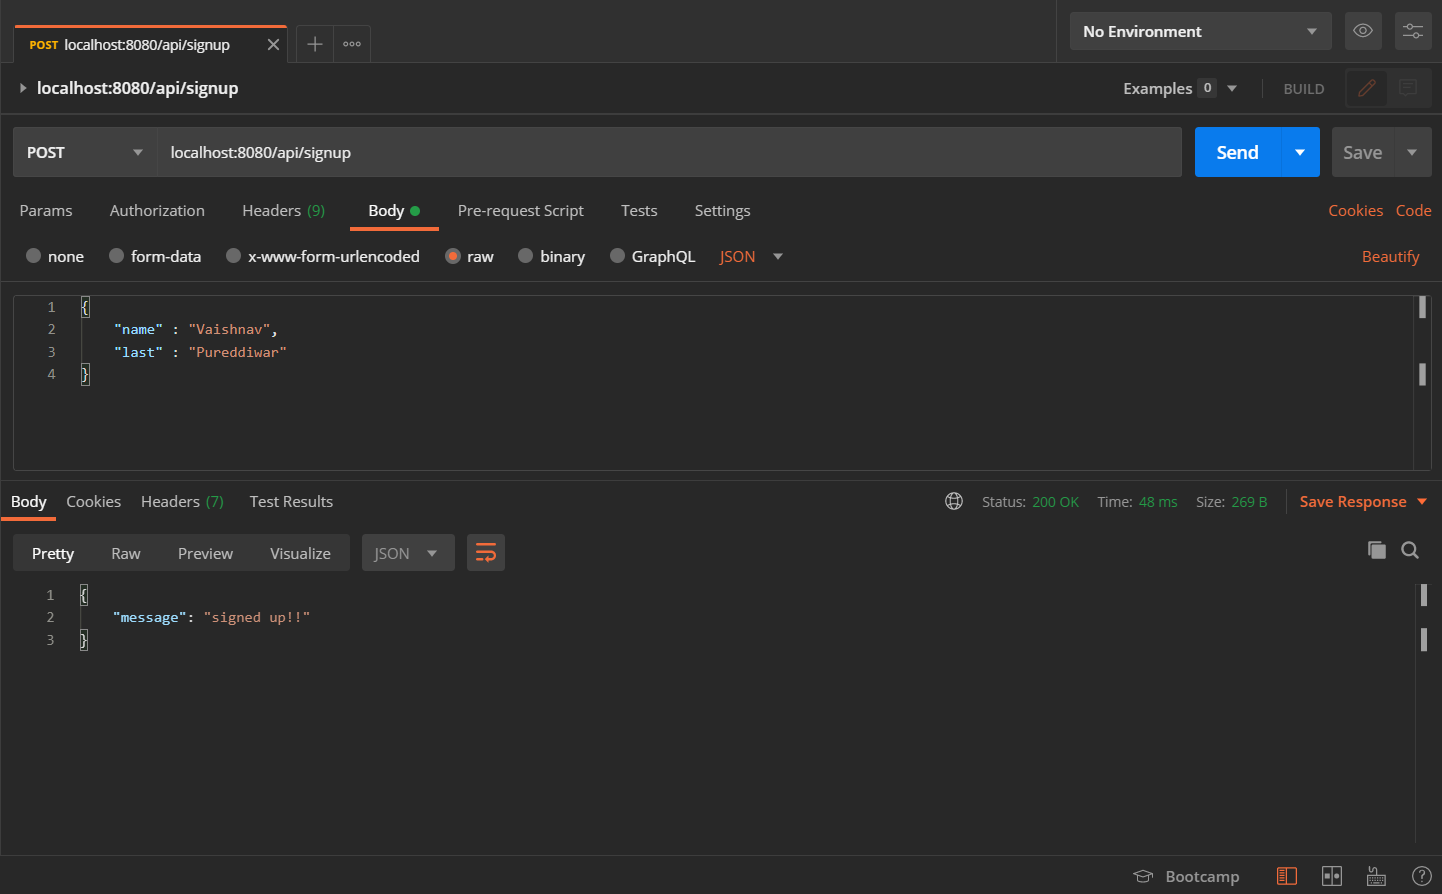 POST localhost:8080/api/signup
No Environment
localhost:8080/api/signup
Examples 0 BUILD
POST localhost:8080/api/signup Send Save
Params Authorization Headers (9) Body Pre-request Script Tests Settings Cookies Code
none form-data x-www-form-urlencoded raw binary GraphQL JSON Beautify
1 {
2 "name" : "Vaishnav",
3 "last" : "Pureddiwar"
4 }
Body Cookies Headers (7) Test Results Status: 200 OK Time: 48 ms Size: 269 B Save Response
Pretty Raw Preview Visualize JSON
1 {
2 "message": "signed up!!"
3 }
Bootcamp